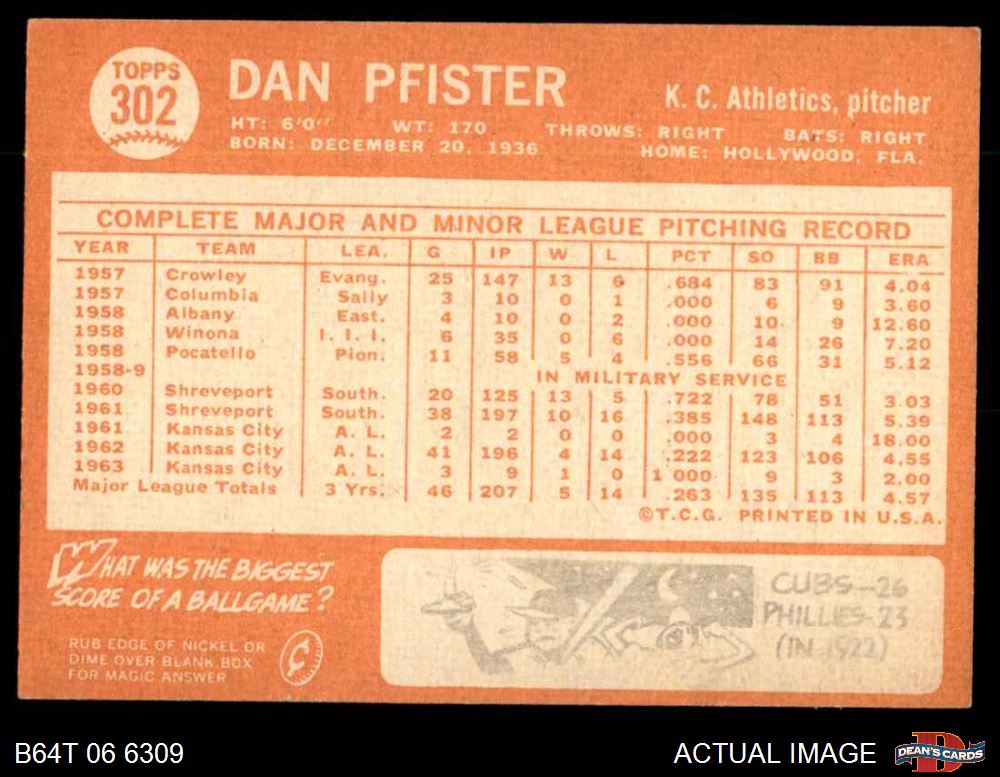 TOPPS
302
DAN PFISTER
K. C. Athletics, pitcher
HT: 6'0" WT: 170 THROWS: RIGHT BATS: RIGHT
BORN: DECEMBER 20, 1936 HOME: HOLLYWOOD, FLA.
COMPLETE MAJOR AND MINOR LEAGUE PITCHING RECORD
YEAR TEAM LEA. G IP W L PCT SO BB ERA
1957 Crowley Evang. 25 147 13 6 .684 83 91 4.04
1957 Columbia Sally 3 10 0 1 .000 6 9 3.60
1958 Albany East. 4 10 0 2 .000 10 9 12.60
1958 Winona I. I. I. 6 35 0 6 .000 14 26 7.20
1958 Pocatello Pion. 11 58 5 4 .556 66 31 5.12
1958-9 IN MILITARY SERVICE
1960 Shreveport South. 20 125 13 5 .722 78 51 3.03
1961 Shreveport South. 38 197 10 16 .385 148 113 5.39
1961 Kansas City A. L. 2 2 0 0 .000 3 4 18.00
1962 Kansas City A. L. 41 196 4 14 .222 123 106 4.55
1963 Kansas City A. L. 3 9 1 0 1 000 9 3 2.00
Major League Totals 3 Yrs. 46 207 5 14 .263 135 113 4.57
©T.C.G. PRINTED IN U.S.A.
WHAT WAS THE BIGGEST
SCORE OF A BALLGAME?
RUB EDGE OF NICKEL OR
DIME OVER BLANK BOX
FOR MAGIC ANSWER
¢
CUBS-26
PHILLIES-23
(IN 1922)
B64T 06 6309
ACTUAL IMAGE
DEAN'S CARDS